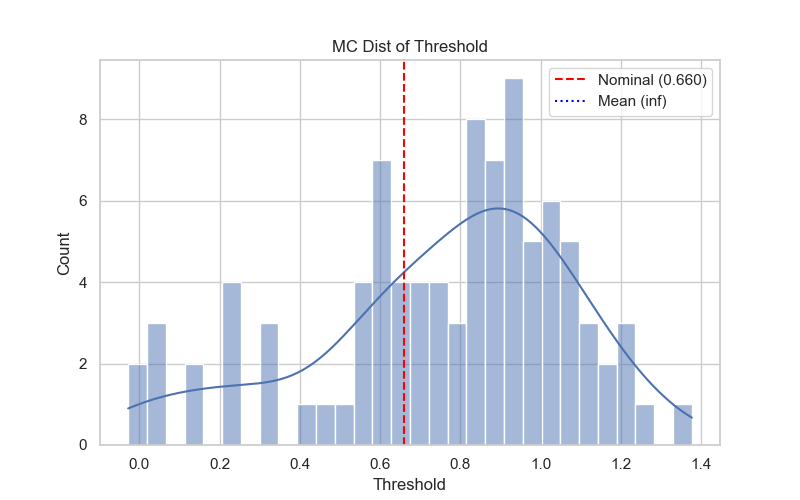 MC Dist of Threshold
Nominal (0.660)
Mean (inf)
8
6
4
2
0
Count
0.0 0.2 0.4 0.6 0.8 1.0 1.2 1.4
Threshold